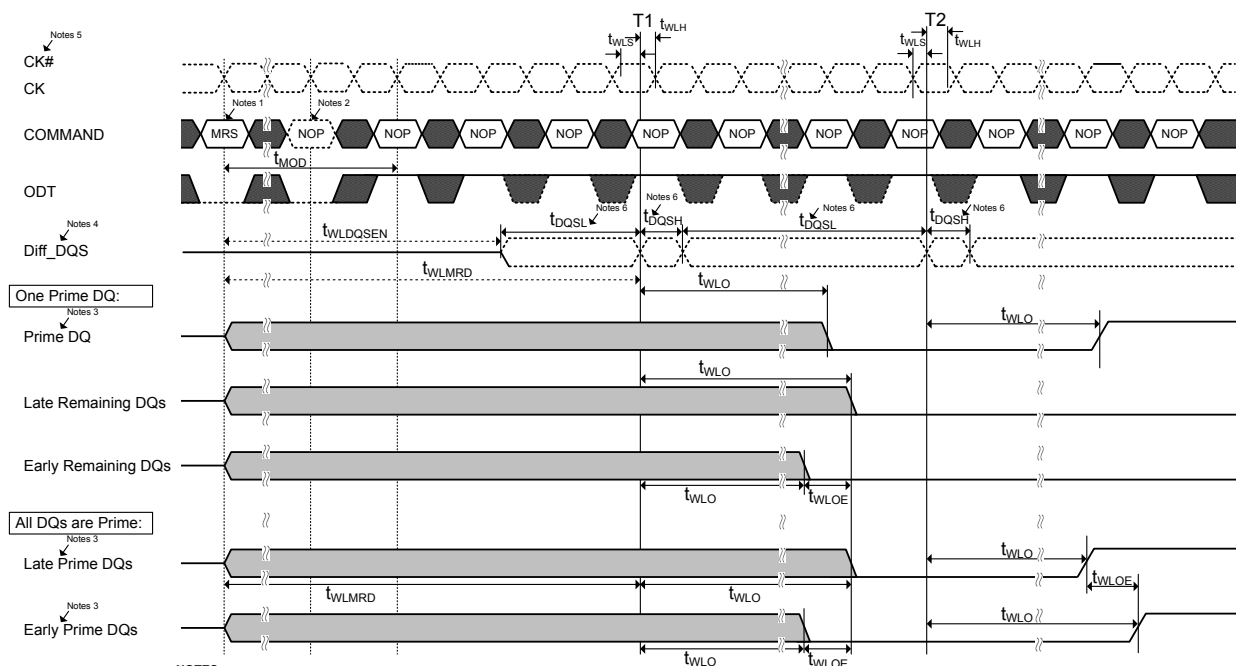 T1 T2
tWLS tWLH tWLS tWLH
Notes 5
CK#
CK
Notes 1 Notes 2
COMMAND MRS NOP NOP NOP NOP NOP NOP NOP NOP NOP NOP NOP
tMOD
ODT
Notes 6 Notes 6 Notes 6 Notes 6
tDQSL tDQSH tDQSL tDQSH
Notes 4
tWLDQSEN
Diff_DQS
tWLMRD
tWLO
One Prime DQ:
Notes 3
tWLO
Prime DQ
tWLO
Late Remaining DQs
Early Remaining DQs
tWLO tWLOE
All DQs are Prime:
Notes 3
tWLO
Late Prime DQs
tWLMRD tWLO tWLOE
Notes 3
tWLO
Early Prime DQs
tWLO tWLOE